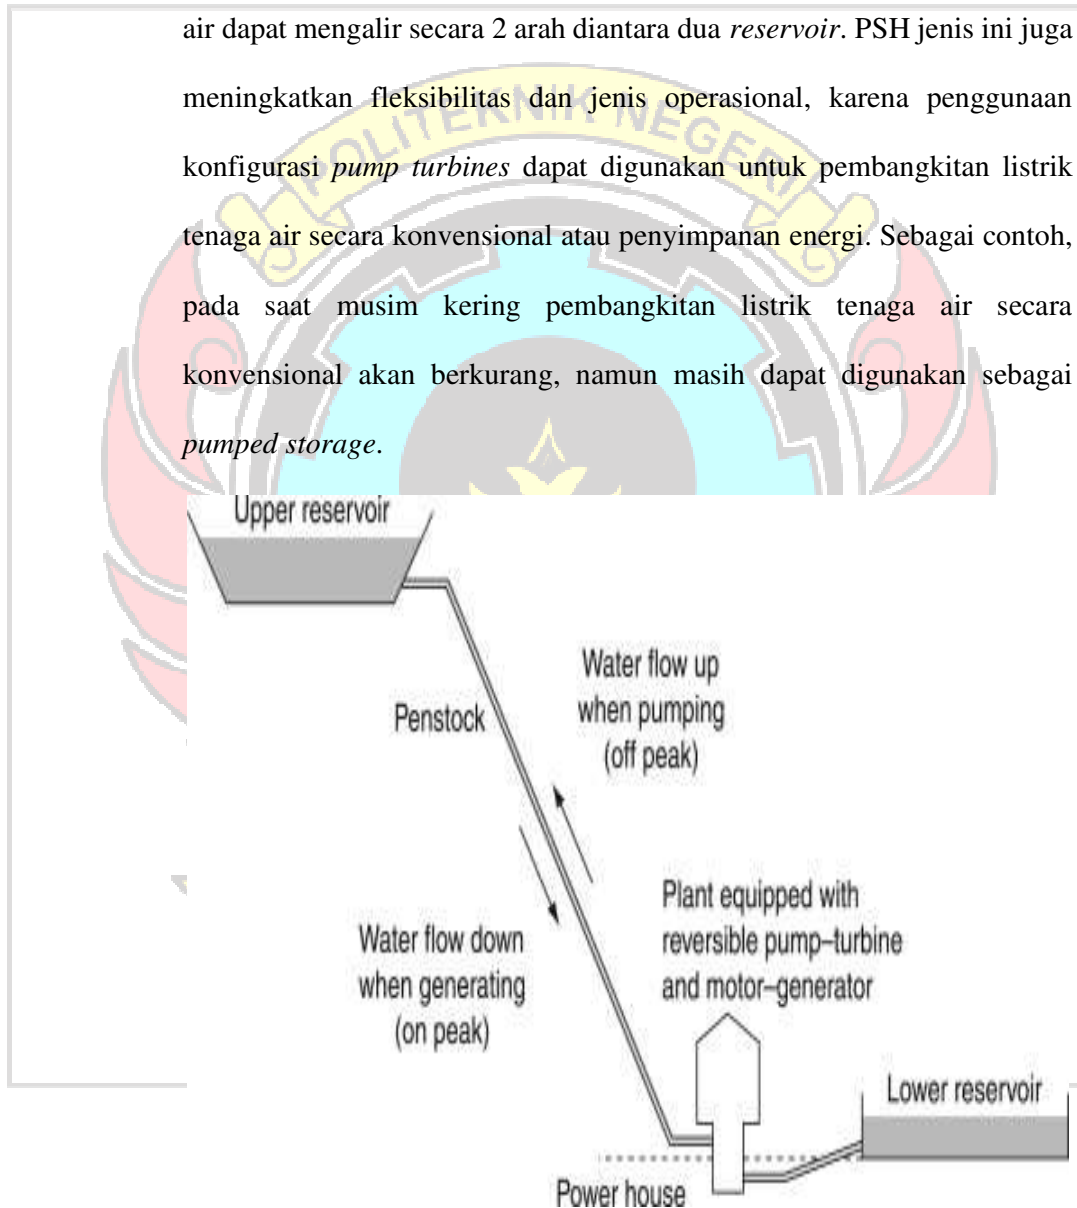 air dapat mengalir secara 2 arah diantara dua reservoir. PSH jenis ini juga
meningkatkan fleksibilitas dan jenis operasional, karena penggunaan
POLITEKNIK NEGERI
konfigurasi pump turbines dapat digunakan untuk pembangkitan listrik
tenaga air secara konvensional atau penyimpanan energi. Sebagai contoh,
pada saat musim kering pembangkitan listrik tenaga air secara
konvensional akan berkurang, namun masih dapat digunakan sebagai
pumped storage.
Upper reservoir
Penstock
Water flow up
when pumping
(off peak)
Water flow down
when generating
(on peak)
Plant equipped with
reversible pump–turbine
and motor–generator
Lower reservoir
Power house